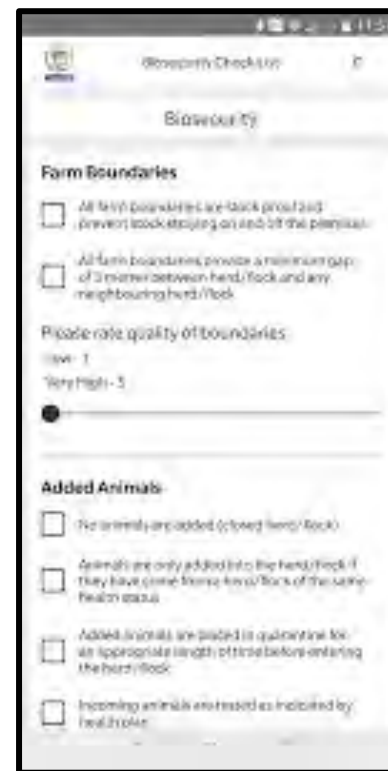 Biosecurity Checklist
Biosecurity
Farm Boundaries
All farm boundaries are stock proof and
prevent stock straying on and off the premises
All farm boundaries provide a minimum gap
of 3 metres between herd/flock and any
neighbouring herd/flock
Please rate quality of boundaries
Low - 1
Very High - 5
Added Animals
No animals are added (closed herd/flock)
Animals are only added into the herd/flock if
they have come from a herd/flock of the same
health status
Added animals are placed in quarantine for
an appropriate length of time before entering
the herd/flock
Incoming animals are treated as indicated by
health plan